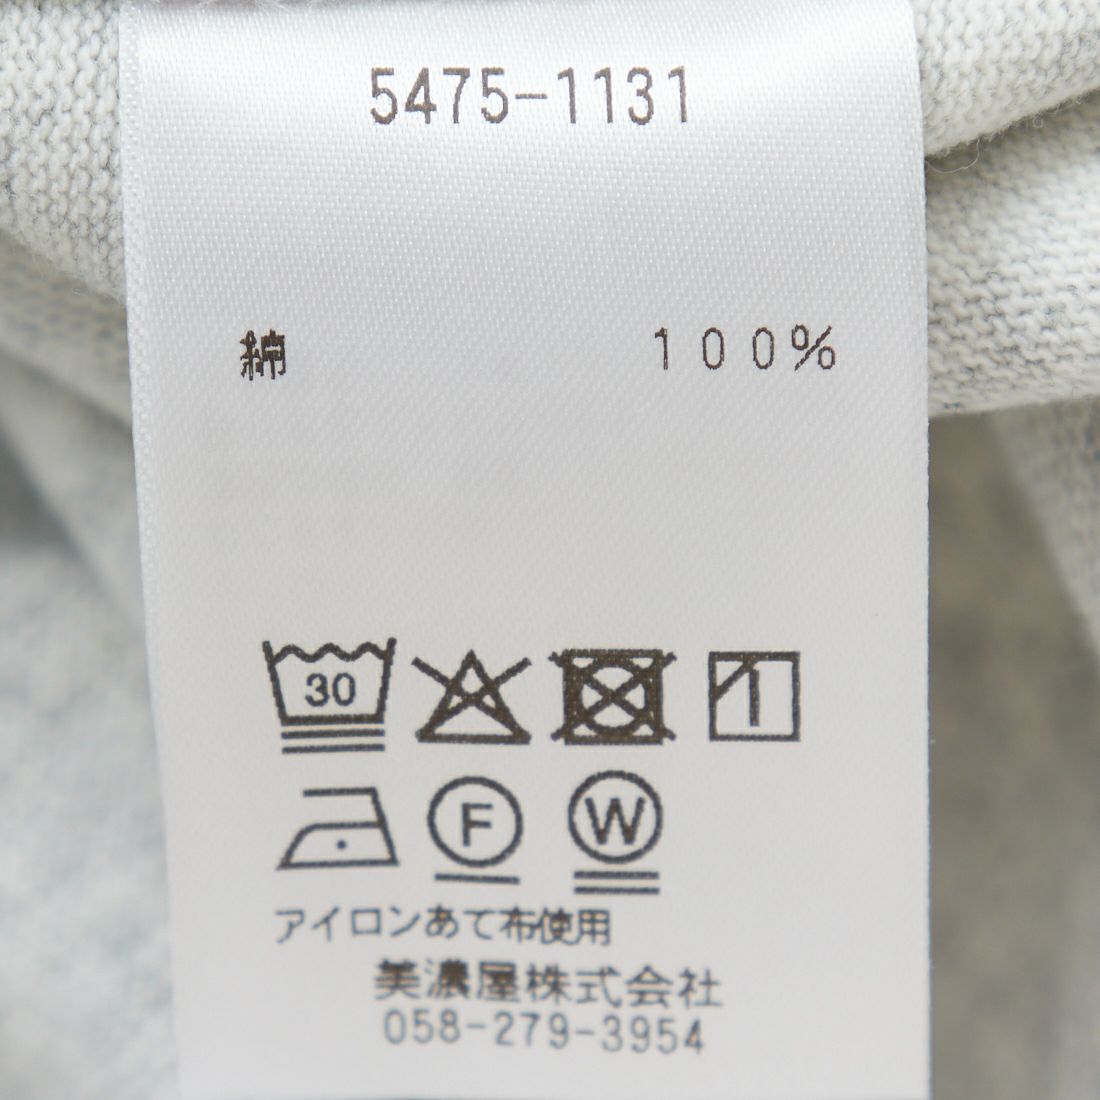 5475-1131
綿 100%
30
F W
アイロンあて布使用
美濃屋株式会社
058-279-3954